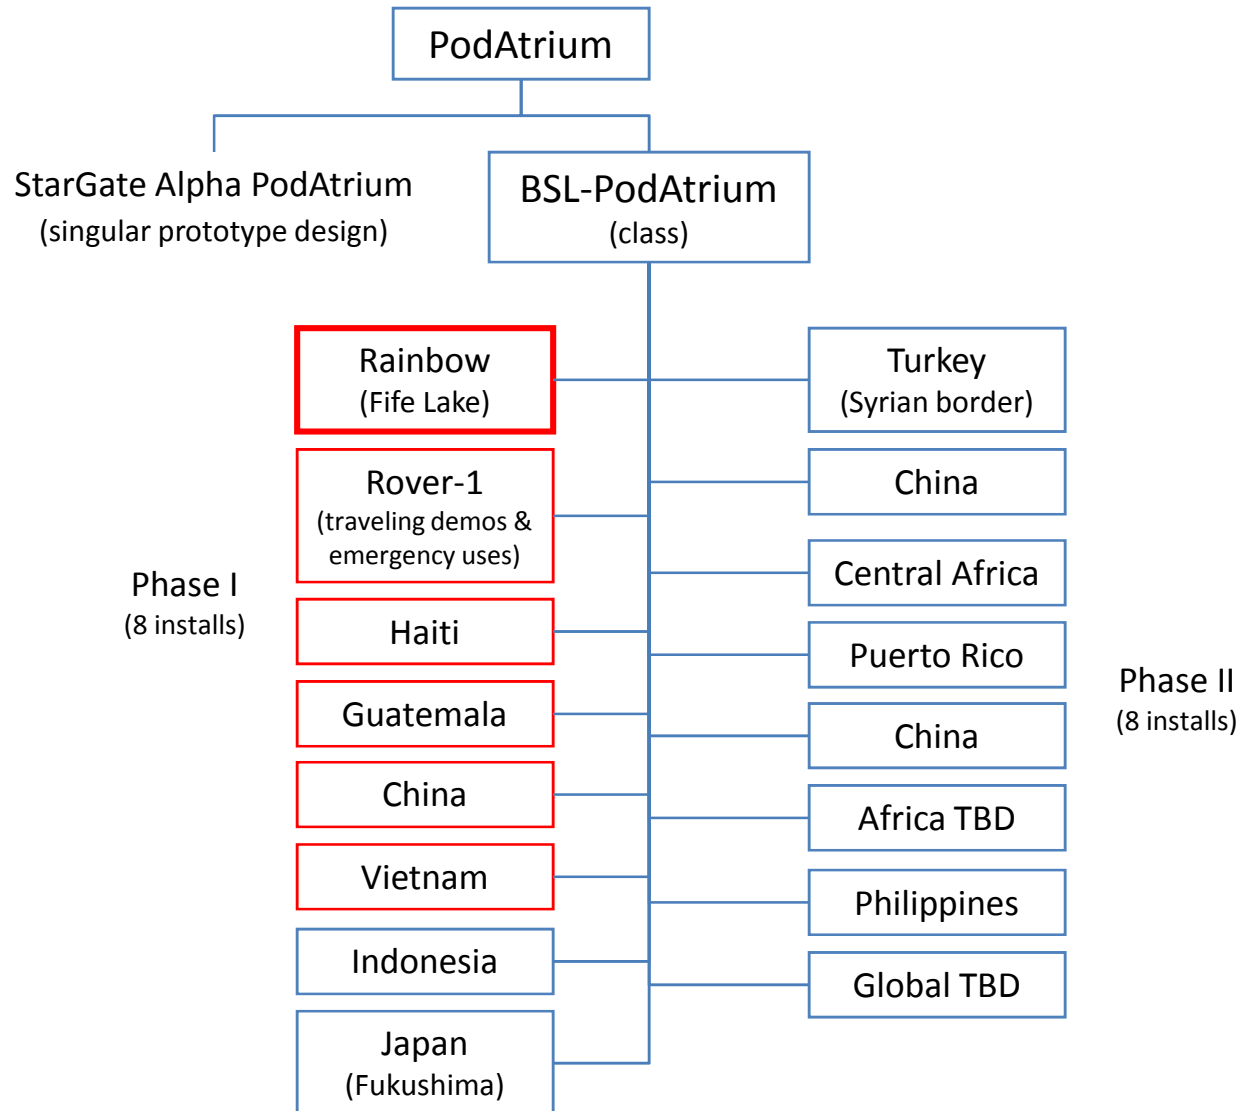 PodAtrium
StarGate Alpha PodAtrium
(singular prototype design)
BSL-PodAtrium
(class)
Phase I
(8 installs)
Rainbow
(Fife Lake)
Rover-1
(traveling demos &
emergency uses)
Haiti
Guatemala
China
Vietnam
Indonesia
Japan
(Fukushima)
Turkey
(Syrian border)
China
Central Africa
Puerto Rico
China
Africa TBD
Philippines
Global TBD
Phase II
(8 installs)